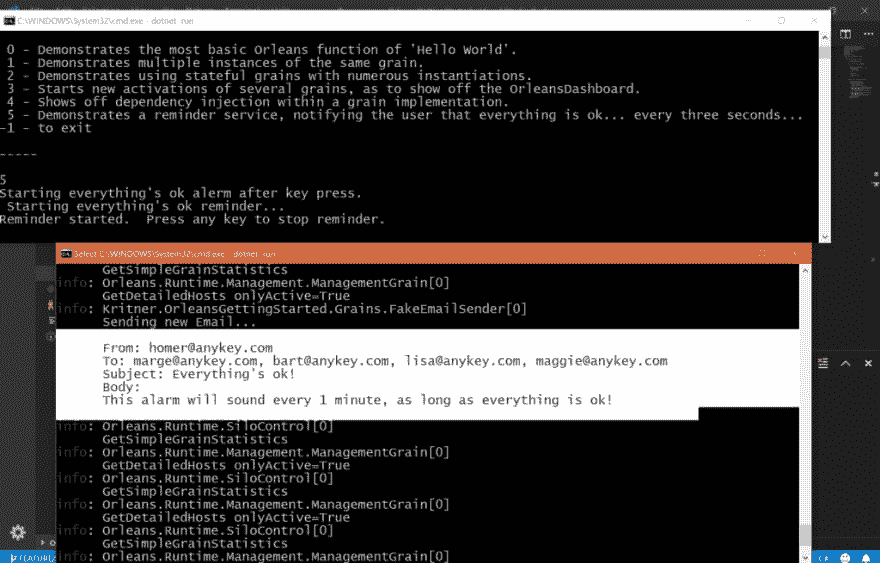 C:\WINDOWS\System32\cmd.exe - dotnet run
0 - Demonstrates the most basic Orleans function of 'Hello World'.
1 - Demonstrates multiple instances of the same grain.
2 - Demonstrates using stateful grains with numerous instantiations.
3 - Starts new activations of several grains, as to show off the OrleansDashboard.
4 - Shows off dependency injection within a grain implementation.
5 - Demonstrates a reminder service, notifying the user that everything is ok... every three seconds...
-1 - to exit
-----
5
Starting everything's ok alerm after key press.
Starting everything's ok reminder...
Reminder started.  Press any key to stop reminder.
Select C:\WINDOWS\System32\cmd.exe - dotnet run
GetSimpleGrainStatistics
info: Orleans.Runtime.Management.ManagementGrain[0]
GetDetailedHosts onlyActive=True
info: Kritner.OrleansGettingStarted.Grains.FakeEmailSender[0]
Sending new Email...
From: homer@anykey.com
To: marge@anykey.com, bart@anykey.com, lisa@anykey.com, maggie@anykey.com
Subject: Everything's ok!
Body:
This alarm will sound every 1 minute, as long as everything is ok!
info: Orleans.Runtime.SiloControl[0]
GetSimpleGrainStatistics
info: Orleans.Runtime.Management.ManagementGrain[0]
GetDetailedHosts onlyActive=True
info: Orleans.Runtime.SiloControl[0]
GetSimpleGrainStatistics
info: Orleans.Runtime.Management.ManagementGrain[0]
GetDetailedHosts onlyActive=True
info: Orleans.Runtime.SiloControl[0]
GetSimpleGrainStatistics
info: Orleans.Runtime.Management.ManagementGrain[0]